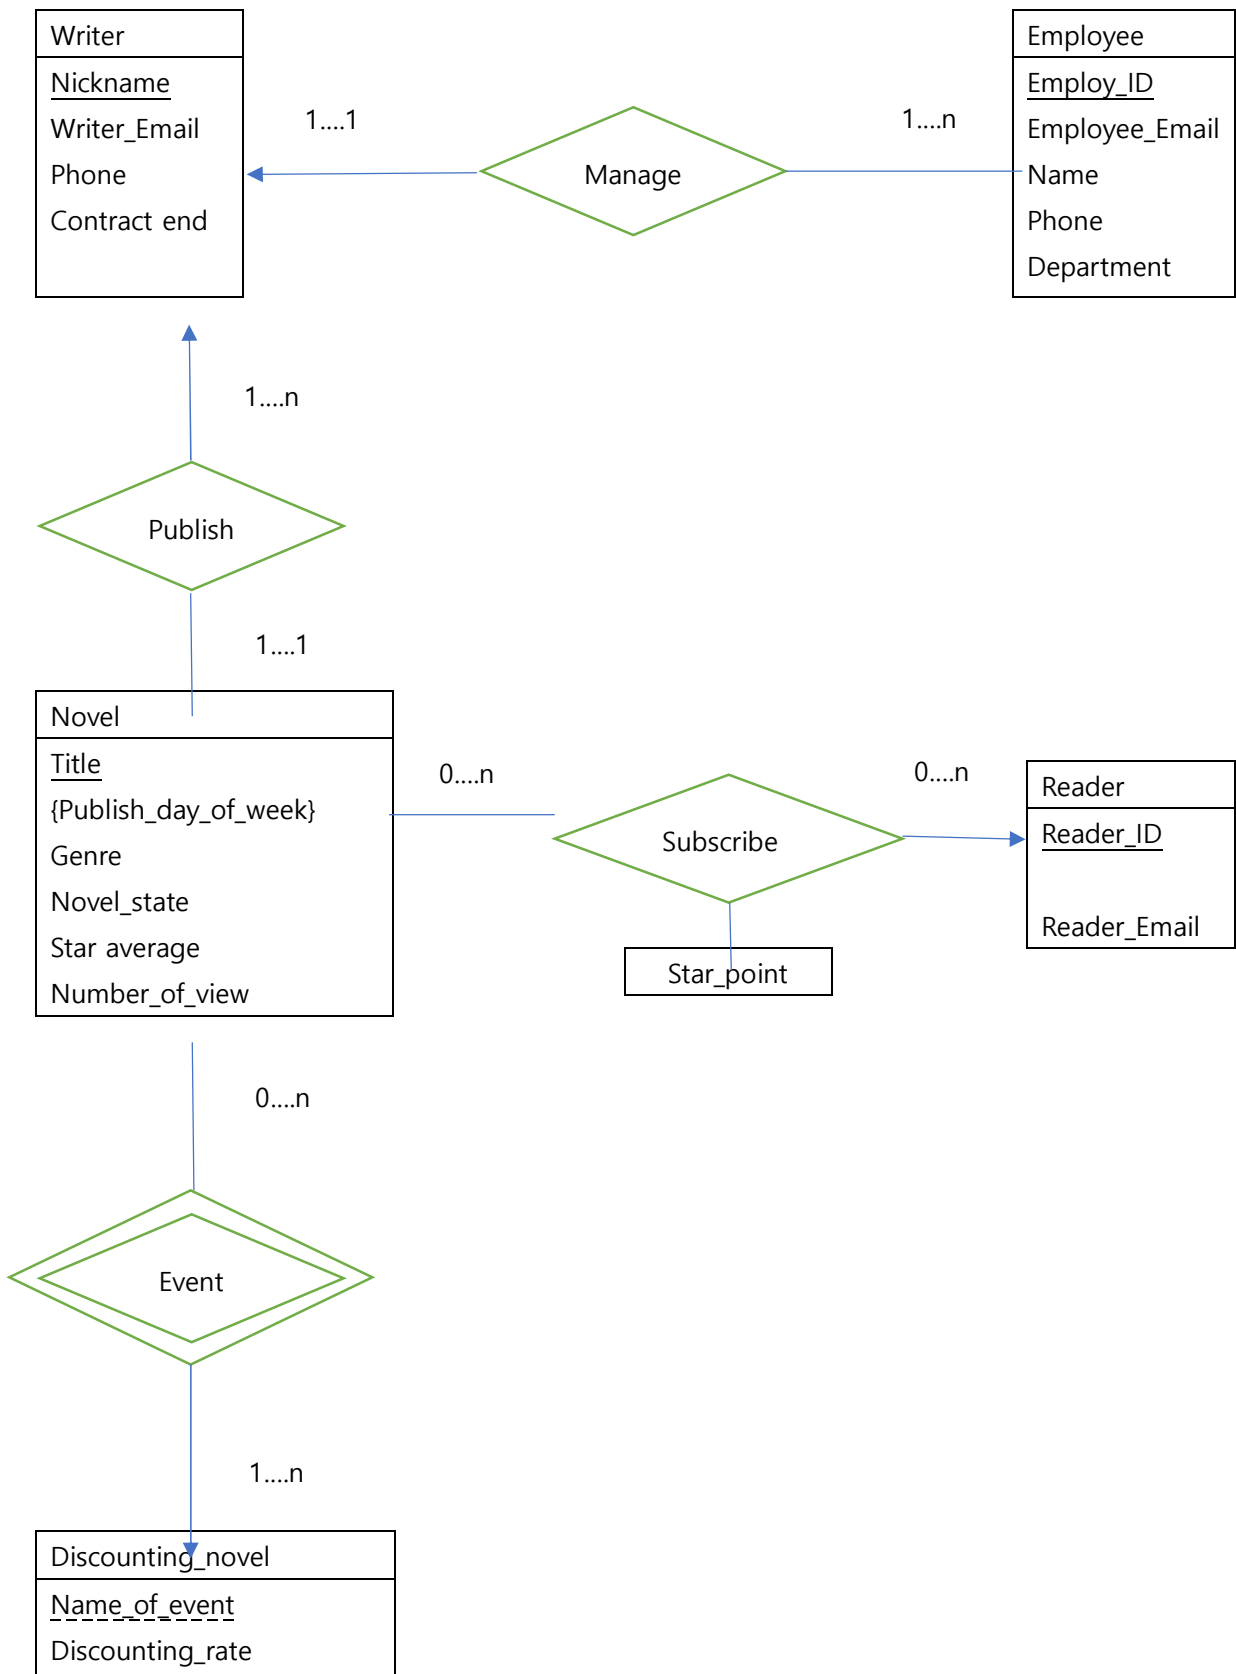 Writer
Nickname
Writer_Email
Phone
Contract end
1....1
Manage
1....n
Employee
Employ_ID
Employee_Email
Name
Phone
Department
1....n
Publish
1....1
Novel
Title
{Publish_day_of_week}
Genre
Novel_state
Star average
Number_of_view
0....n
Subscribe
Star_point
0....n
Reader
Reader_ID
Reader_Email
0....n
Event
1....n
Discounting_novel
Name_of_event
Discounting_rate